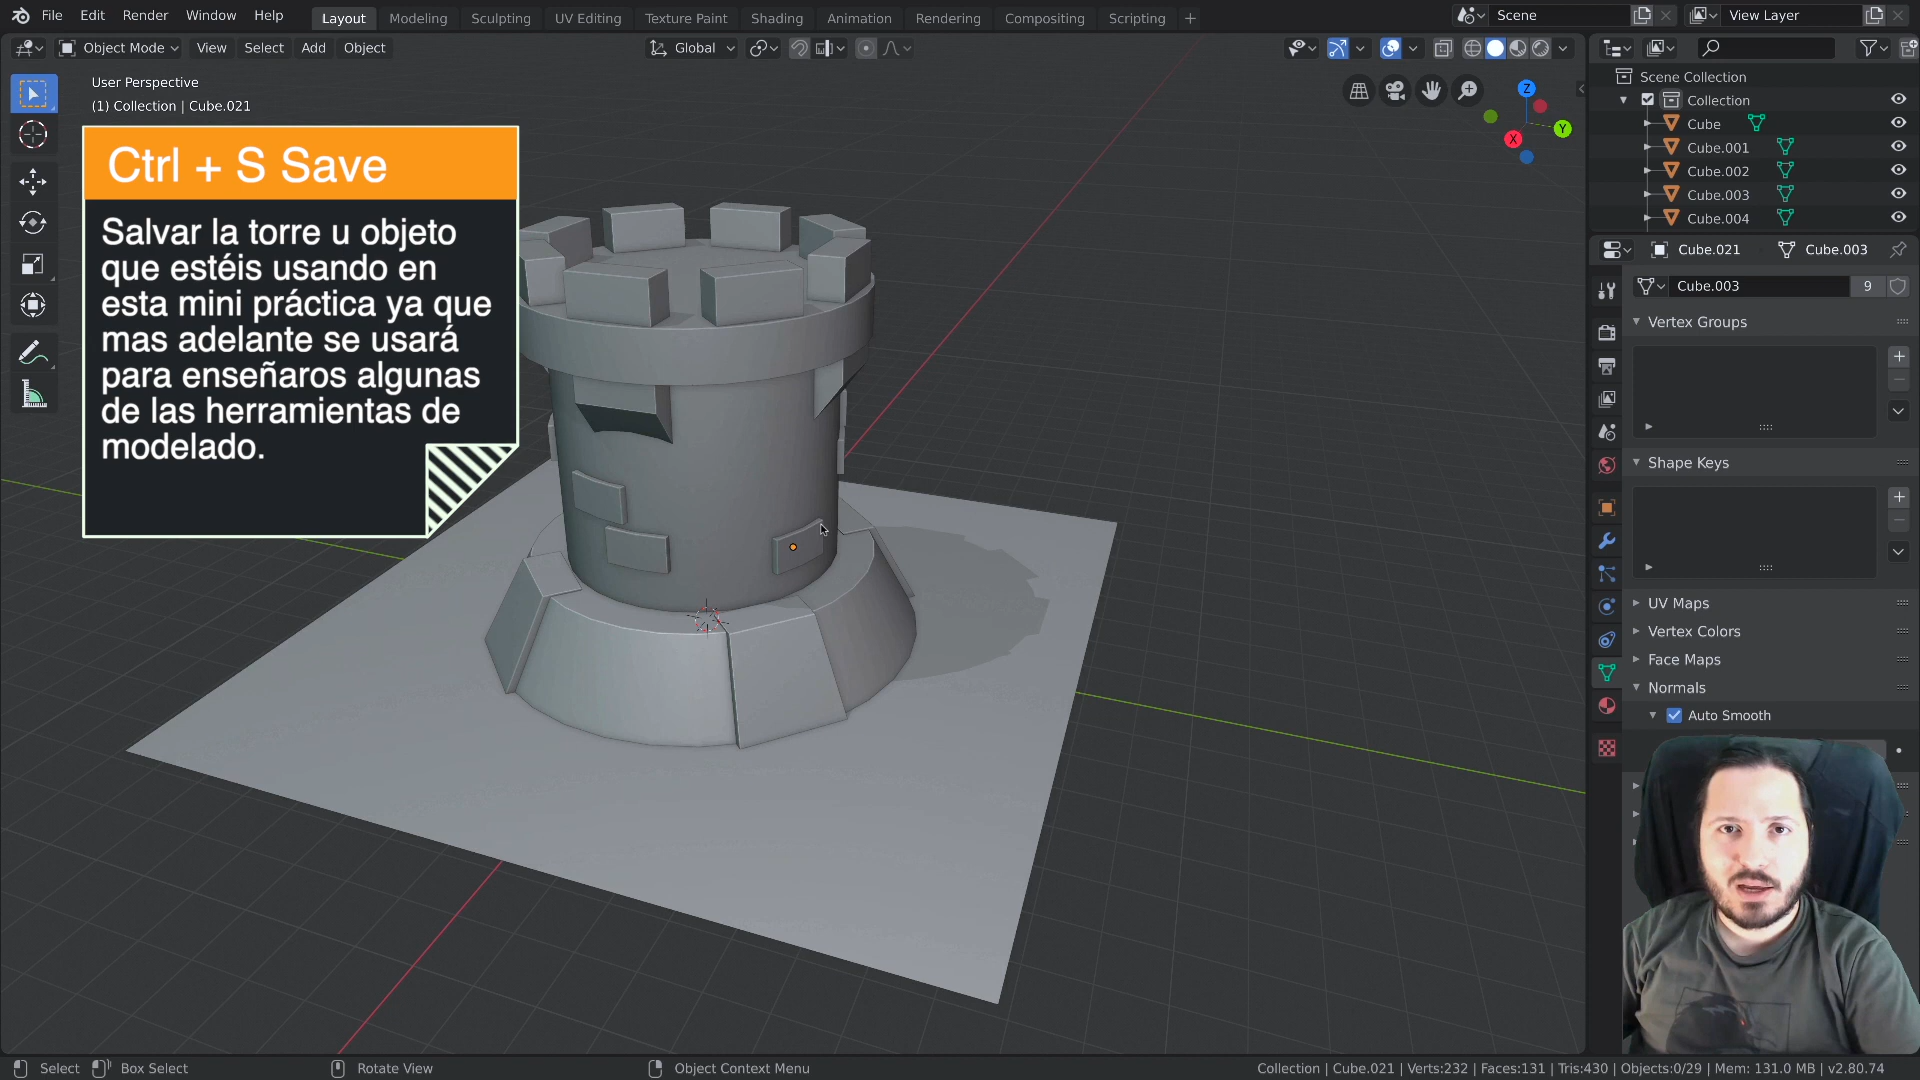 File Edit Render Window Help Layout Modeling Sculpting UV Editing Texture Paint Shading Animation Rendering Compositing Scripting + Scene View Layer
Object Mode View Select Add Object Global
User Perspective
(1) Collection | Cube.021
Ctrl + S Save
Salvar la torre u objeto
que estéis usando en
esta mini práctica ya que
mas adelante se usará
para enseñaros algunas
de las herramientas de
modelado.
Z
Y
X
Scene Collection
Collection
Cube
Cube.001
Cube.002
Cube.003
Cube.004
Cube.021 Cube.003
Cube.003 9
Vertex Groups
Shape Keys
UV Maps
Vertex Colors
Face Maps
Normals
Auto Smooth
Select Box Select Rotate View Object Context Menu Collection | Cube.021 | Verts:232 | Faces:131 | Tris:430 | Objects:0/29 | Mem: 131.0 MB | v2.80.74